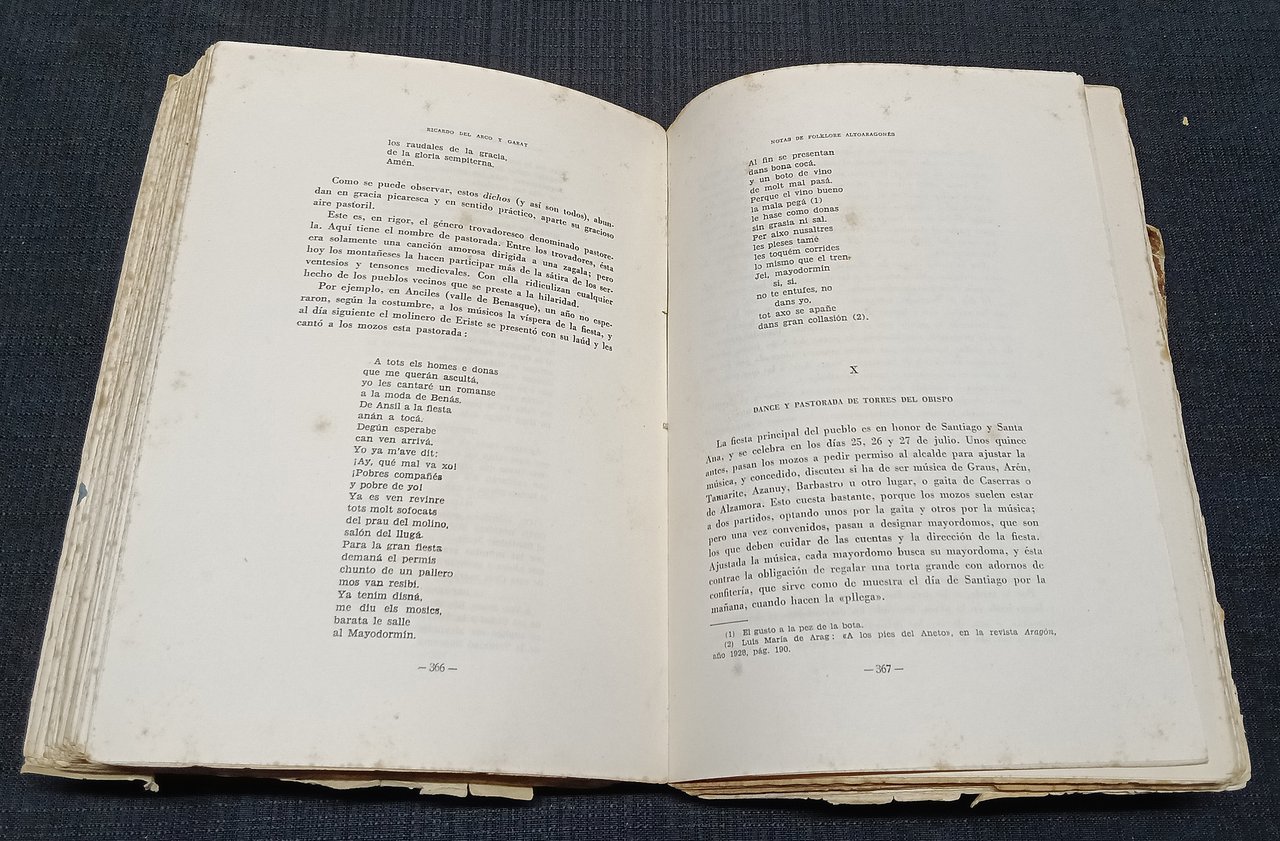 RICARDO DEL ARCO Y GARAY
los raudales de la gracia,
de la gloria sempiterna.
Amén.
Como se puede observar, estos dichos (y así son todos), abun-
dan en gracia picaresca y en sentido práctico, aparte su gracioso
aire pastoril.
Este es, en rigor, el género trovadoresco denominado pastore-
la. Aquí tiene el nombre de pastorada. Entre los trovadores, ésta
era solamente una canción amorosa dirigida a una zagala; pero
hoy los montañeses la hacen participar más de la sátira de los ser-
ventesios y tensones medievales. Con ella ridiculizan cualquier
hecho de los pueblos vecinos que se preste a la hilaridad.
Por ejemplo, en Anciles (valle de Benasque), un año no espe-
raron, según la costumbre, a los músicos la víspera de la fiesta, y
al día siguiente el molinero de Eriste se presentó con su laúd y les
cantó a los mozos esta pastorada:
A tots els homes e donas
que me querán ascultá,
yo les cantaré un romanse
a la moda de Benás.
De Ansil a la fiesta
anán a tocá.
Degún esperabe
can ven arrivá.
Yo ya m'ave dit:
¡Ay, qué mal va xo!
¡Pobres compañés
y pobre de yo!
Ya es ven revinre
tots molt sofocats
del prau del molino,
salón del llugá.
Para la gran fiesta
demaná el permís
chunto de un pallero
mos van resibí.
Ya tenim disná,
me diu els mosics,
barata le salle
al Mayodormín.
— 366 —
NOTAS DE FOLKLORE ALTOARAGONÉS
Al fin se presentan
dans bona cocá,
y un boto de vino
de molt mal pasá.
Perque el vino bueno
la mala pegá (1)
le hase como donas
sin grasia ni sal.
Per aixo nusaltres
les pieses tamé
les toquém corrides
lo mismo que el tren.
Jei, mayodormín
si, si.
no te entufes, no
dans yo,
tot axo se apañe
dans gran collasión (2).
X
DANCE Y PASTORADA DE TORRES DEL OBISPO
La fiesta principal del pueblo es en honor de Santiago y Santa
Ana, y se celebra en los días 25, 26 y 27 de julio. Unos quince
antes, pasan los mozos a pedir permiso al alcalde para ajustar la
música, y concedido, discuten si ha de ser música de Graus, Arén,
Tamarite, Azanuy, Barbastro u otro lugar, o gaita de Caserras o
de Alzamora. Esto cuesta bastante, porque los mozos suelen estar
a dos partidos, optando unos por la gaita y otros por la música;
pero una vez convenidos, pasan a designar mayordomos, que son
los que deben cuidar de las cuentas y la dirección de la fiesta.
Ajustada la música, cada mayordomo busca su mayordoma, y ésta
contrae la obligación de regalar una torta grande con adornos de
confitería, que sirve como de muestra el día de Santiago por la
mañana, cuando hacen la «pllega».
(1) El gusto a la pez de la bota.
(2) Luis María de Arag: «A los pies del Aneto», en la revista Aragón,
año 1928, pág. 190.
— 367 —